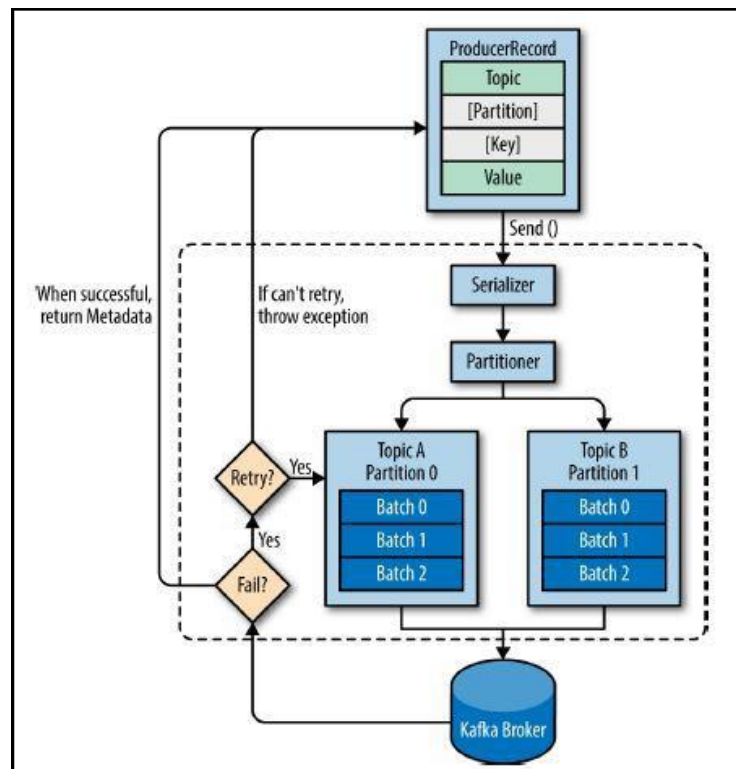 ProducerRecord
Topic
[Partition]
[Key]
Value
Send ()
Serializer
Partitioner
'When successful,
return Metadata
If can't retry,
throw exception
Retry?
Yes
Yes
Fail?
Topic A
Partition 0
Batch 0
Batch 1
Batch 2
Topic B
Partition 1
Batch 0
Batch 1
Batch 2
Kafka Broker